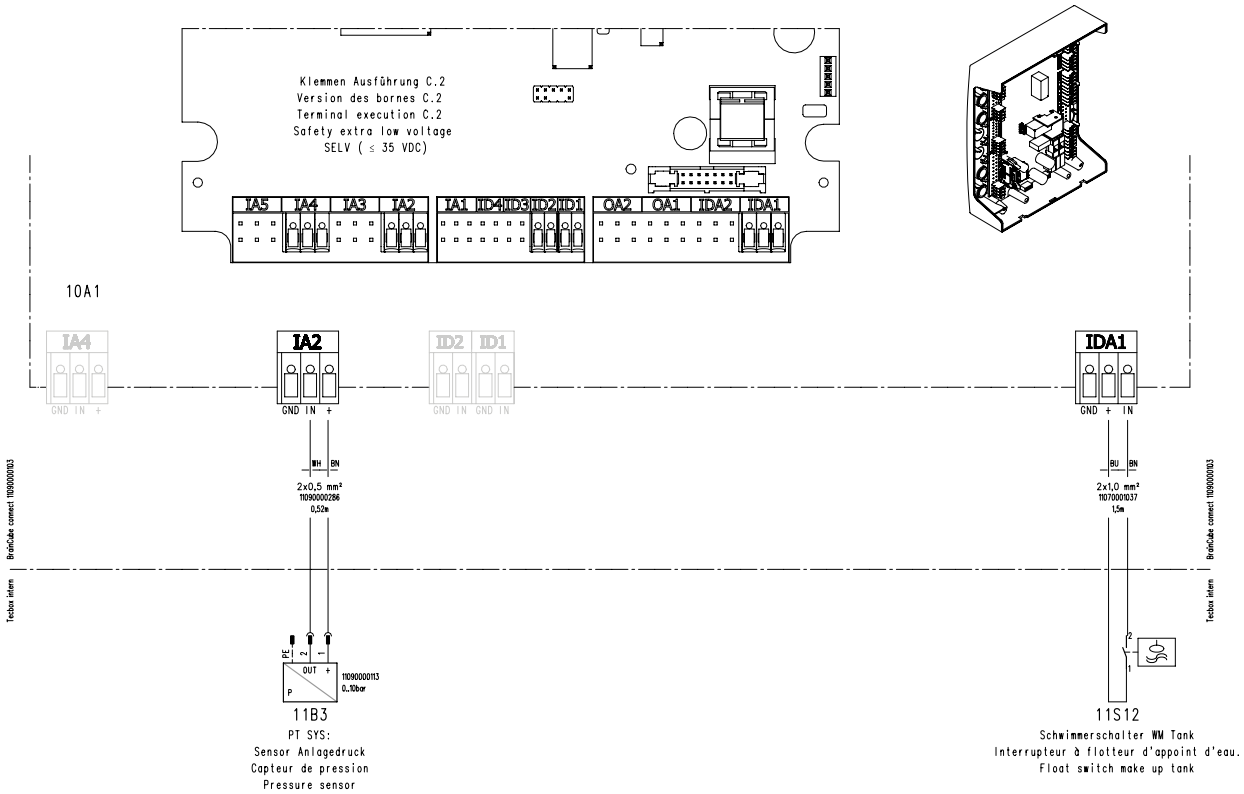 Klemmen Ausführung C.2
Version des bornes C.2
Terminal execution C.2
Safety extra low voltage
SELV ( ≤ 35 VDC)
IA5 IA4 IA3 IA2 IA1 ID4 ID3 ID2 ID1 OA2 OA1 IDA2 IDA1
10A1
IA4 IA2 ID2 ID1 IDA1
GND IN + GND IN + GND IN GND IN GND + IN
WH BN BU BN
2x0,5 mm²
11090000286
0,52m
2x1,0 mm²
11070001037
1,5m
BrainCube connect 11090000103
BrainCube connect 11090000103
Tecbox intern
Tecbox intern
PE 2 1
OUT +
P
11090000113
0..10bar
11B3
PT SYS:
Sensor Anlagedruck
Capteur de pression
Pressure sensor
2
1
11S12
Schwimmerschalter WM Tank
Interrupteur à flotteur d'appoint d'eau.
Float switch make up tank